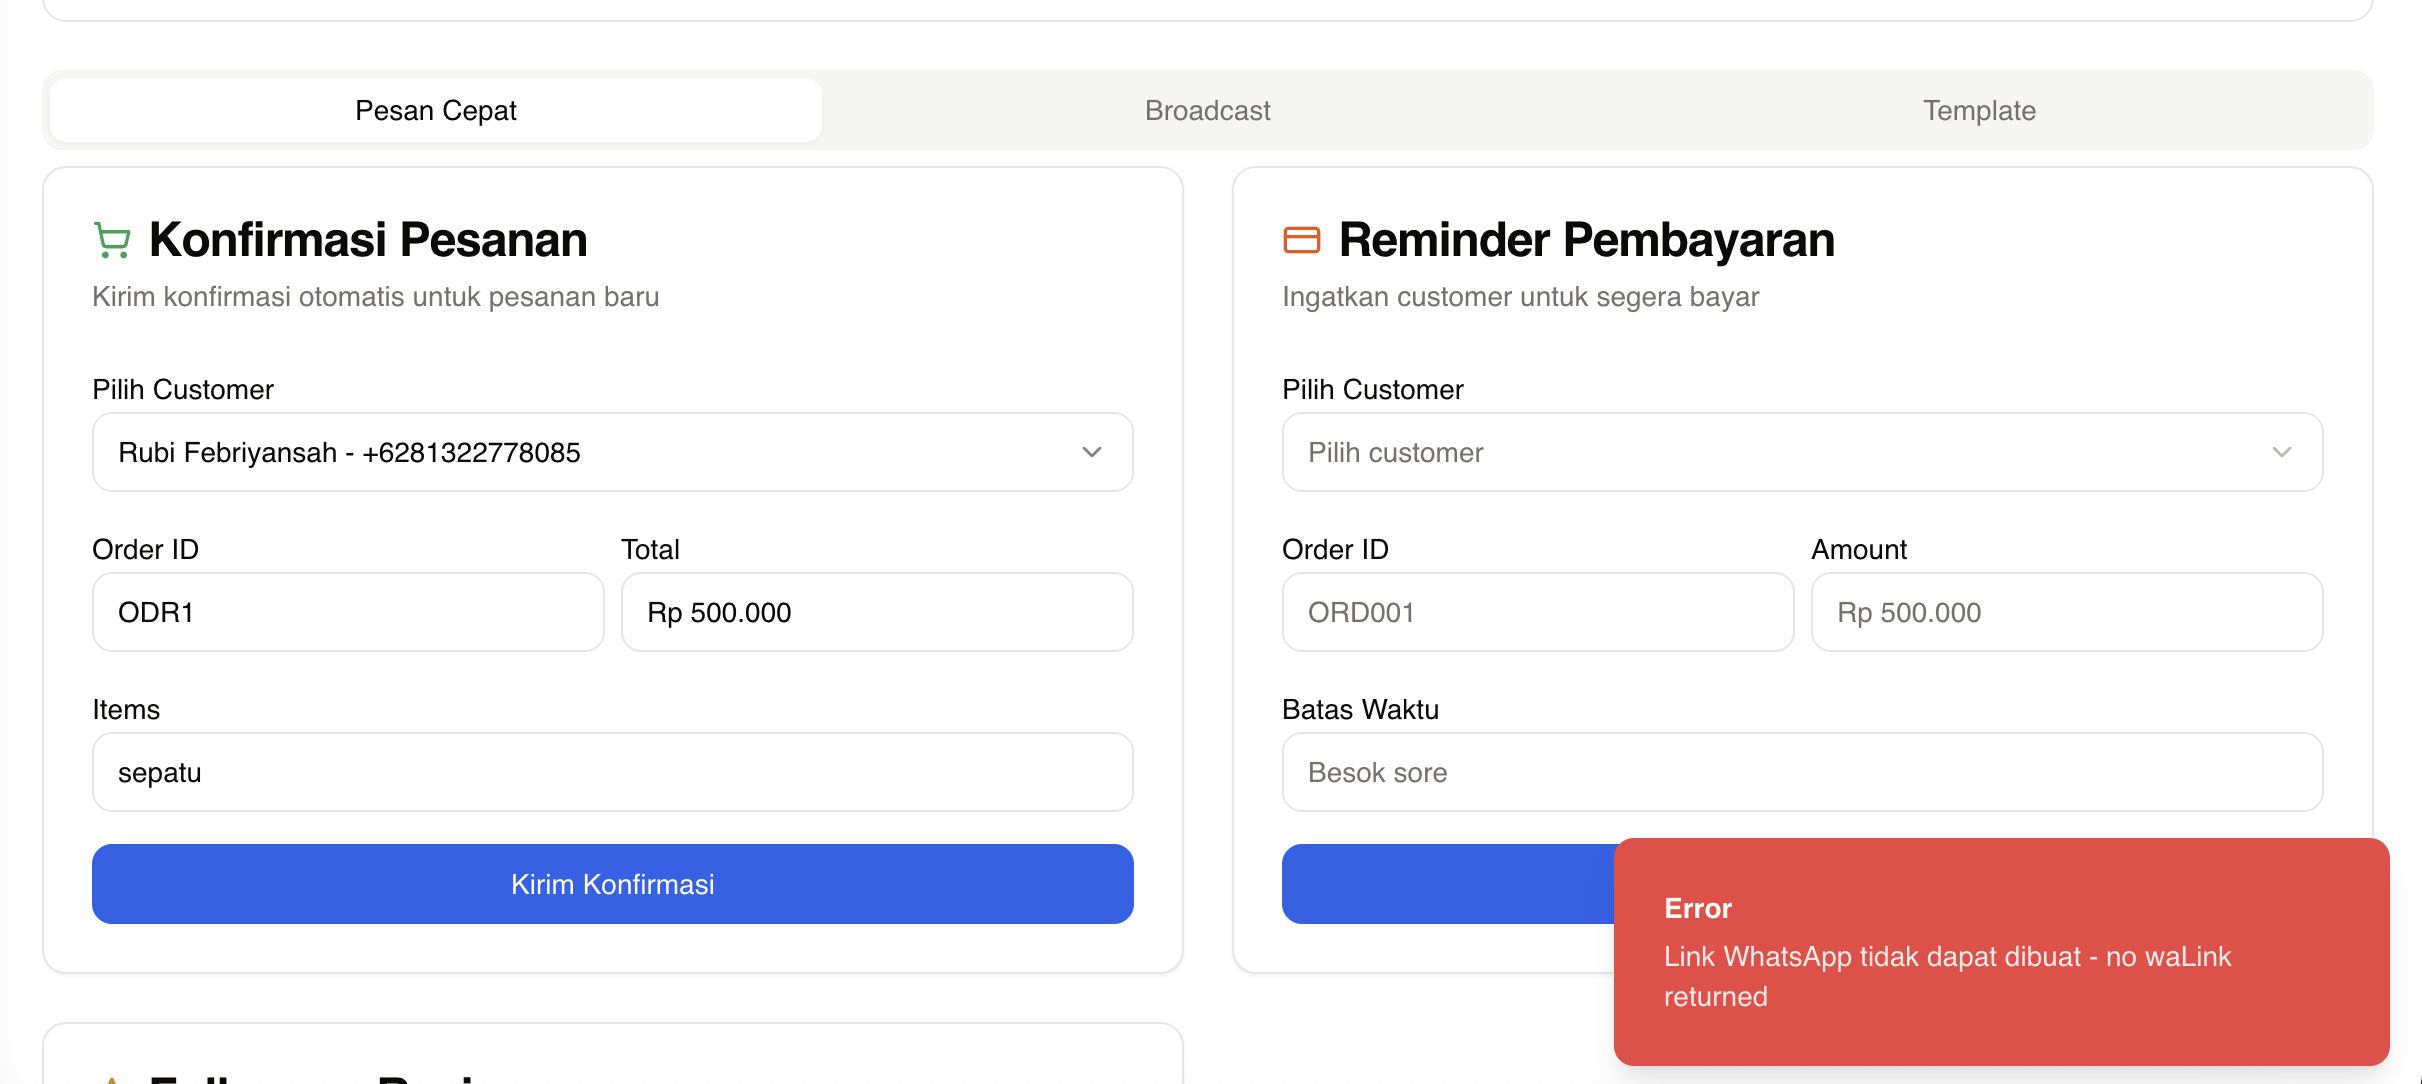 Pesan Cepat
Broadcast
Template
Konfirmasi Pesanan
Kirim konfirmasi otomatis untuk pesanan baru
Pilih Customer
Rubi Febriyansah - +6281322778085
Order ID
Total
ODR1
Rp 500.000
Items
sepatu
Kirim Konfirmasi
Reminder Pembayaran
Ingatkan customer untuk segera bayar
Pilih Customer
Pilih customer
Order ID
Amount
ORD001
Rp 500.000
Batas Waktu
Besok sore
Error
Link WhatsApp tidak dapat dibuat - no waLink
returned